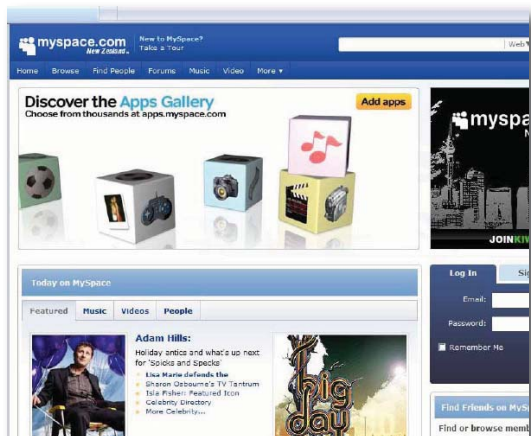 myspace.com
New Zealand
New to MySpace?
Take a Tour
Web
Home Browse Find People Forums Music Video More ▾
Discover the Apps Gallery
Choose from thousands at apps.myspace.com
Add apps
myspa
N
JOINKIW
Today on MySpace
Featured Music Videos People
Adam Hills:
Holiday antics and what's up next
for 'Spicks and Specks'
Lisa Marie defends the
Sharon Osbourne's TV Tantrum
Isla Fisher: Featured Icon
Celebrity Directory
More Celebrity...
big
day
Log In
Sig
Email:
Password:
Remember Me
Find Friends on MySp
Find or browse memb